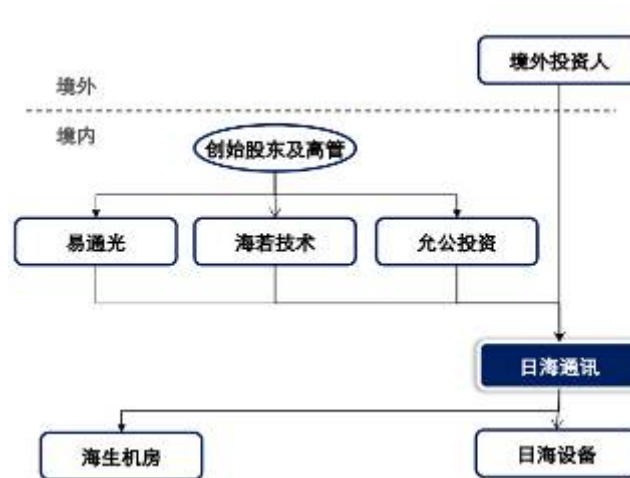 境外投资人
境外
境内
创始股东及高管
易通光
海若技术
允公投资
日海通讯
海生机房
日海设备